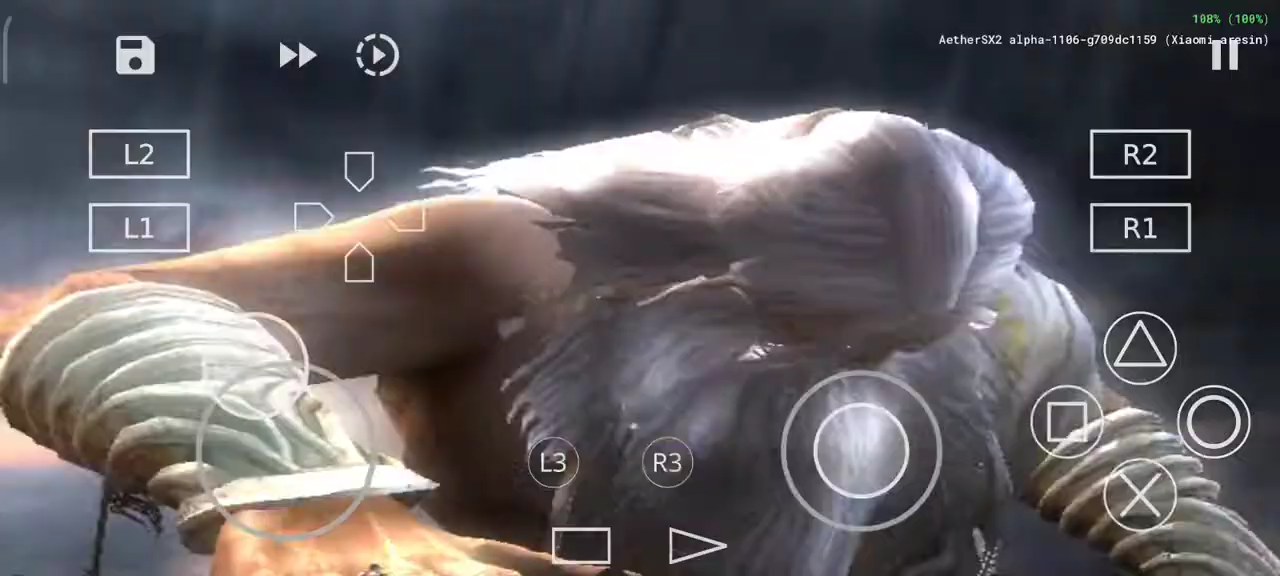 108% (100%)
AetherSX2 alpha-1106-g709dc1159 (Xiaomi aresin)
L2
R2
L1
R1
L3
R3